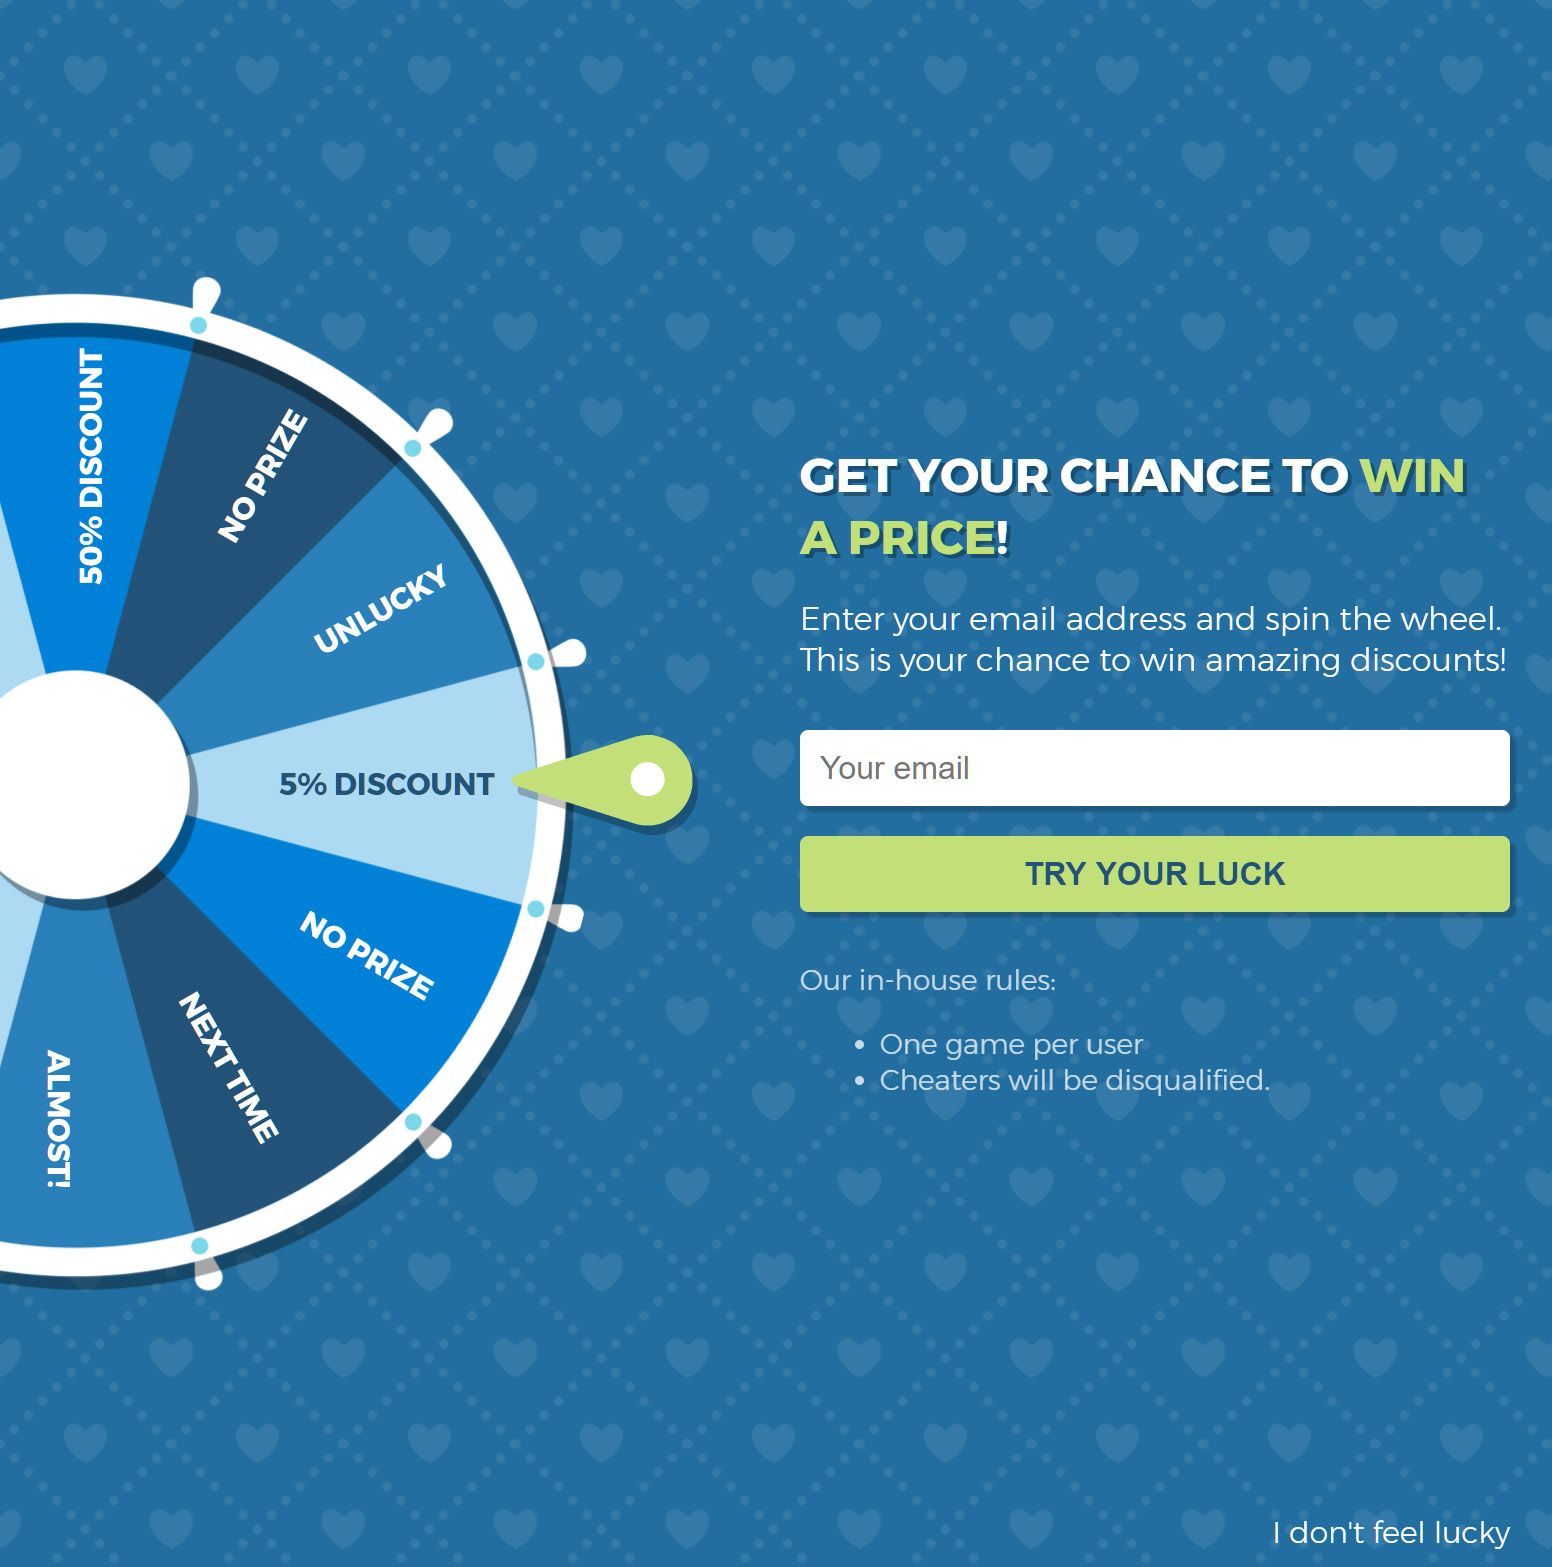 50% DISCOUNT
NO PRIZE
UNLUCKY
5% DISCOUNT
NO PRIZE
NEXT TIME
ALMOST!
GET YOUR CHANCE TO WIN
A PRICE!
Enter your email address and spin the wheel.
This is your chance to win amazing discounts!
Your email
TRY YOUR LUCK
Our in-house rules:
• One game per user
• Cheaters will be disqualified.
I don't feel lucky